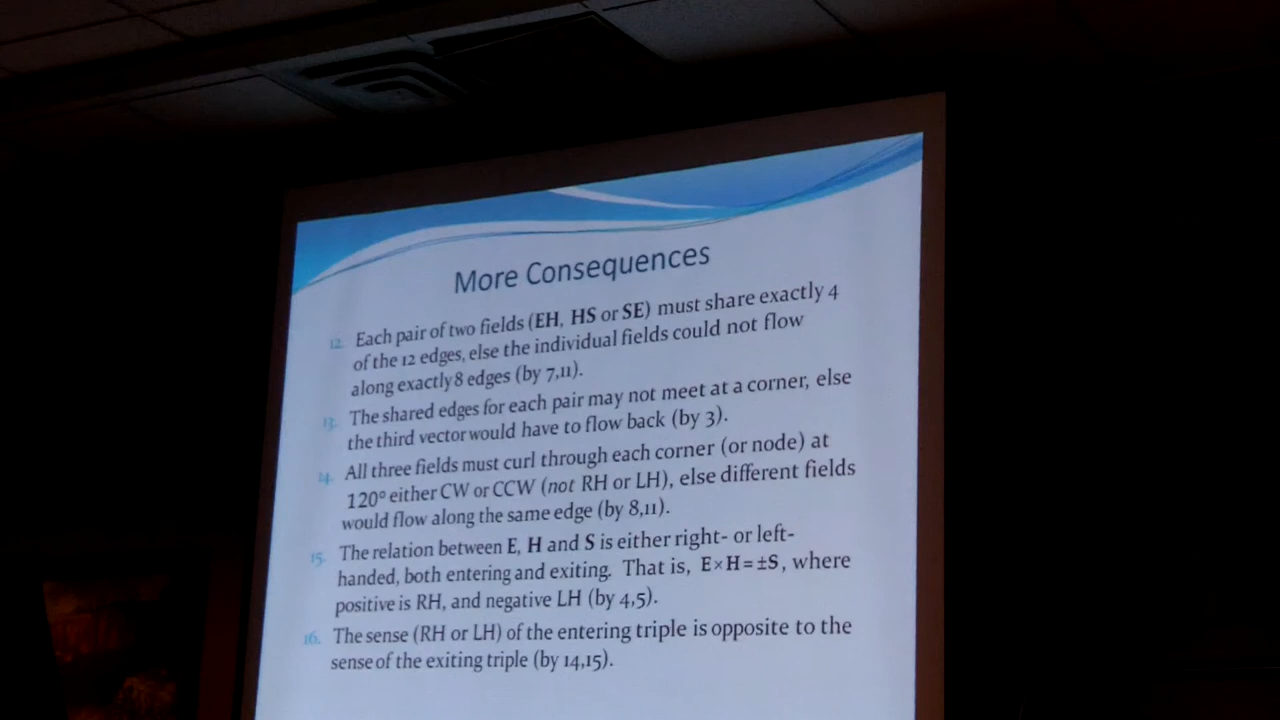 More Consequences
12. Each pair of two fields (EH, HS or SE) must share exactly 4
of the 12 edges, else the individual fields could not flow
along exactly 8 edges (by 7,11).
13. The shared edges for each pair may not meet at a corner, else
the third vector would have to flow back (by 3).
14. All three fields must curl through each corner (or node) at
120° either CW or CCW (not RH or LH), else different fields
would flow along the same edge (by 8,11).
15. The relation between E, H and S is either right- or left-
handed, both entering and exiting. That is, E×H=±S, where
positive is RH, and negative LH (by 4,5).
16. The sense (RH or LH) of the entering triple is opposite to the
sense of the exiting triple (by 14,15).